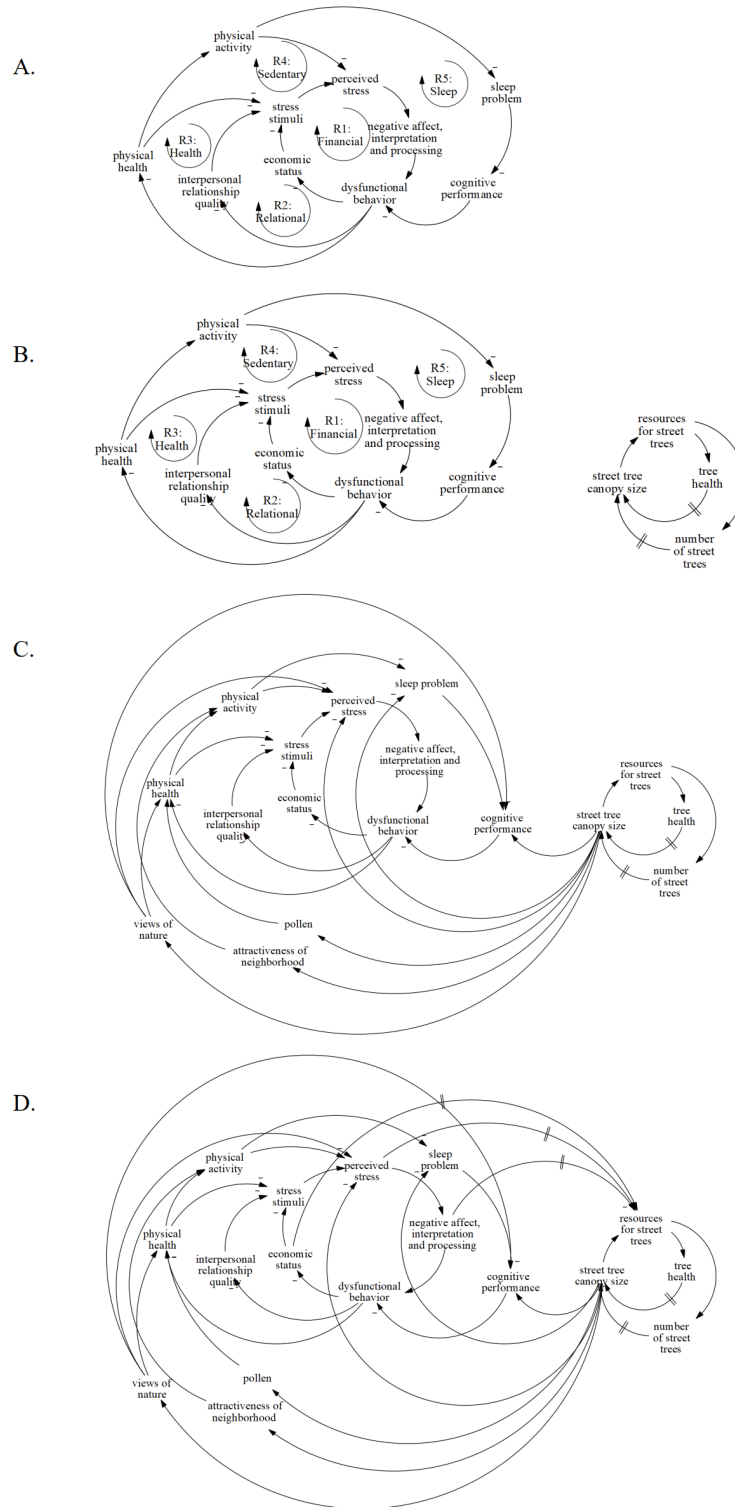 A.
physical
activity
R4:
Sedentary
perceived
stress
R5:
Sleep
sleep
problem
stress
stimuli
R1:
Financial
negative affect,
interpretation
and processing
R3:
Health
physical
health
economic
status
interpersonal
relationship
quality
R2:
Relational
dysfunctional
behavior
cognitive
performance
B.
physical
activity
R4:
Sedentary
perceived
stress
R5:
Sleep
sleep
problem
stress
stimuli
R1:
Financial
negative affect,
interpretation
and processing
R3:
Health
physical
health
economic
status
interpersonal
relationship
quality
R2:
Relational
dysfunctional
behavior
cognitive
performance
resources
for street
trees
street tree
canopy size
tree
health
number
of street
trees
C.
sleep problem
physical
activity
perceived
stress
stress
stimuli
negative affect,
interpretation and
processing
physical
health
economic
status
interpersonal
relationship
quality
dysfunctional
behavior
cognitive
performance
resources
for street
trees
street tree
canopy size
tree
health
number
of street
trees
views of
nature
pollen
attractiveness of
neighborhood
D.
physical
activity
perceived
stress
sleep
problem
stress
stimuli
negative affect,
interpretation
and processing
physical
health
interpersonal
relationship
quality
economic
status
dysfunctional
behavior
cognitive
performance
resources
for street
trees
street tree
canopy size
tree
health
number
of street
trees
views of
nature
pollen
attractiveness
of neighborhood